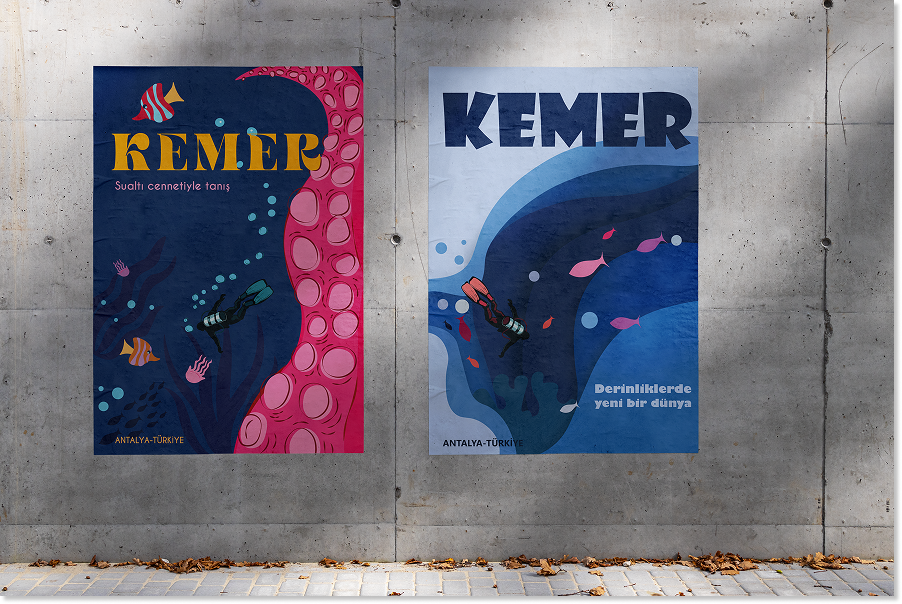 KEMER
Sualtı cennetiyle tanış
ANTALYA-TÜRKİYE
KEMER
Derinliklerde
yeni bir dünya
ANTALYA-TÜRKİYE